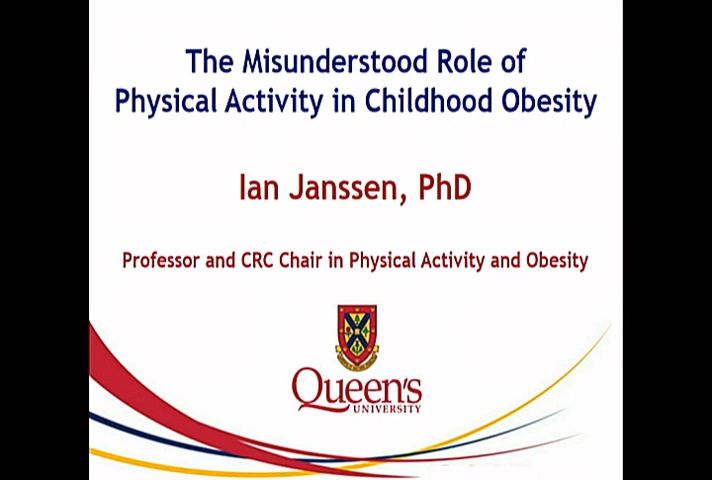 The Misunderstood Role of
Physical Activity in Childhood Obesity
Ian Janssen, PhD
Professor and CRC Chair in Physical Activity and Obesity
Queen's
UNIVERSITY